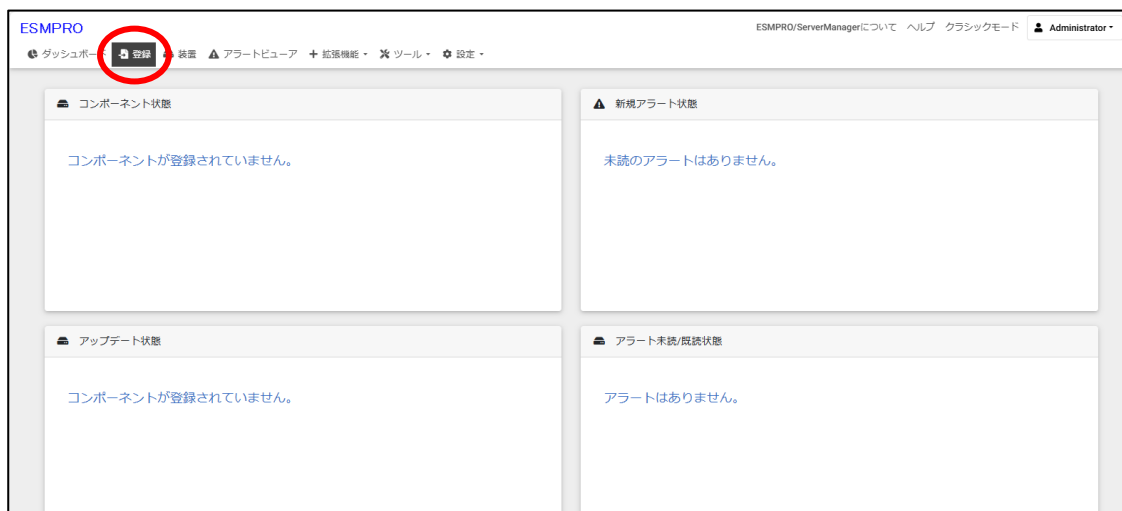 ESMPRO
ESMPRO/ServerManagerについて ヘルプ クラシックモード Administrator
ダッシュボード 登録 装置 アラートビューア 拡張機能 ツール 設定
コンポーネント状態
コンポーネントが登録されていません。
新規アラート状態
未読のアラートはありません。
アップデート状態
コンポーネントが登録されていません。
アラート未読/既読状態
アラートはありません。